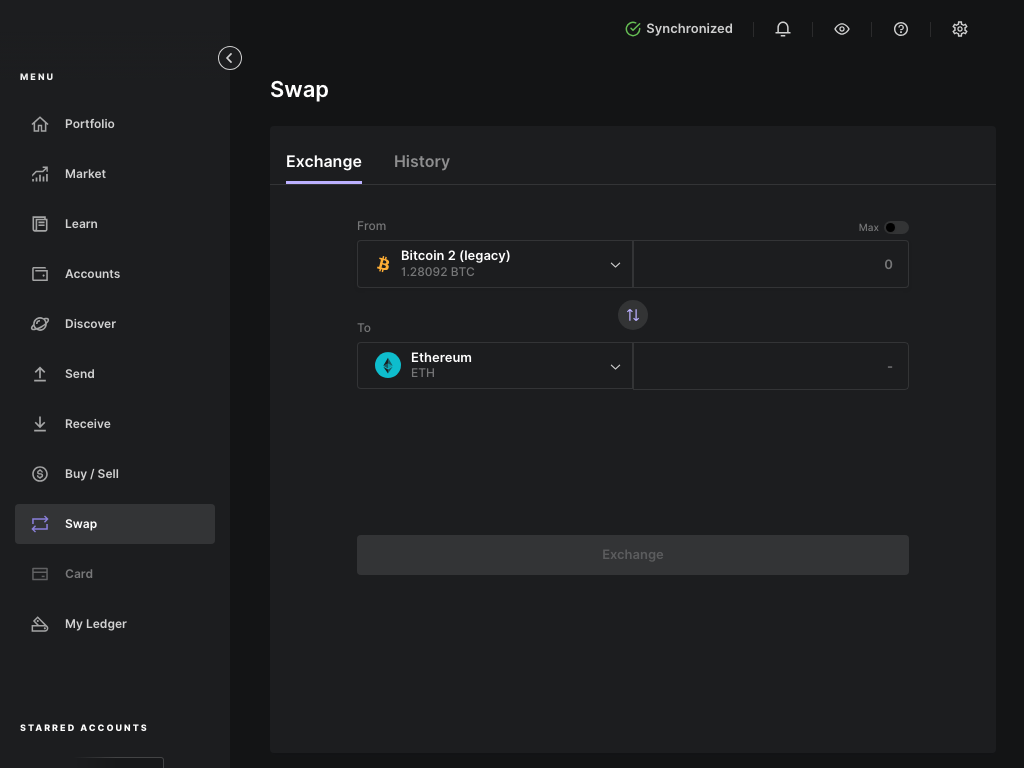 Synchronized
MENU
Swap
Portfolio
Market
Learn
Accounts
Discover
Send
Receive
Buy / Sell
Swap
Card
My Ledger
STARRED ACCOUNTS
Exchange
History
From
Max
Bitcoin 2 (legacy)
1.28092 BTC
0
To
Ethereum
ETH
-
Exchange